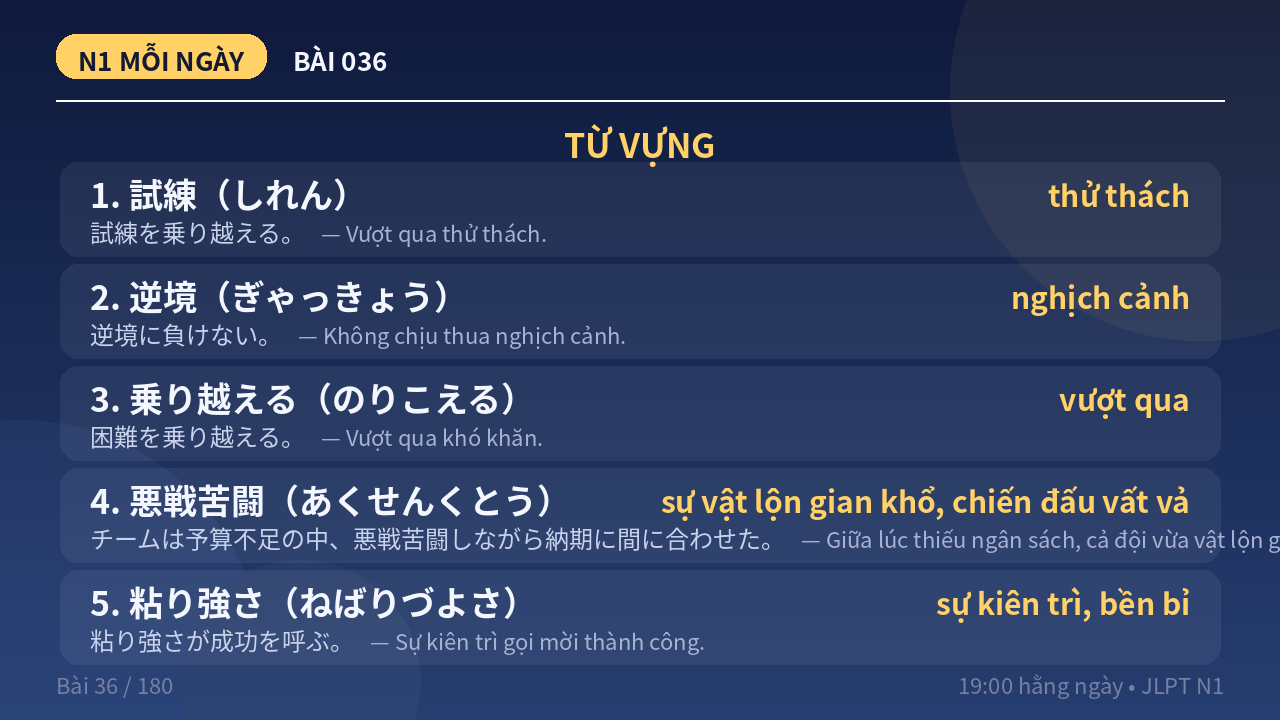 N1 MỖI NGÀY BÀI 036
TỪ VỰNG
1. 試練（しれん） thử thách
試練を乗り越える。 — Vượt qua thử thách.
2. 逆境（ぎゃっきょう） nghịch cảnh
逆境に負けない。 — Không chịu thua nghịch cảnh.
3. 乗り越える（のりこえる） vượt qua
困難を乗り越える。 — Vượt qua khó khăn.
4. 悪戦苦闘（あくせんくとう） sự vật lộn gian khổ, chiến đấu vất vả
チームは予算不足の中、悪戦苦闘しながら納期に間に合わせた。 — Giữa lúc thiếu ngân sách, cả đội vừa vật lộn
5. 粘り強さ（ねばりづよさ） sự kiên trì, bền bỉ
粘り強さが成功を呼ぶ。 — Sự kiên trì gọi mời thành công.
Bài 36 / 180 19:00 hằng ngày • JLPT N1